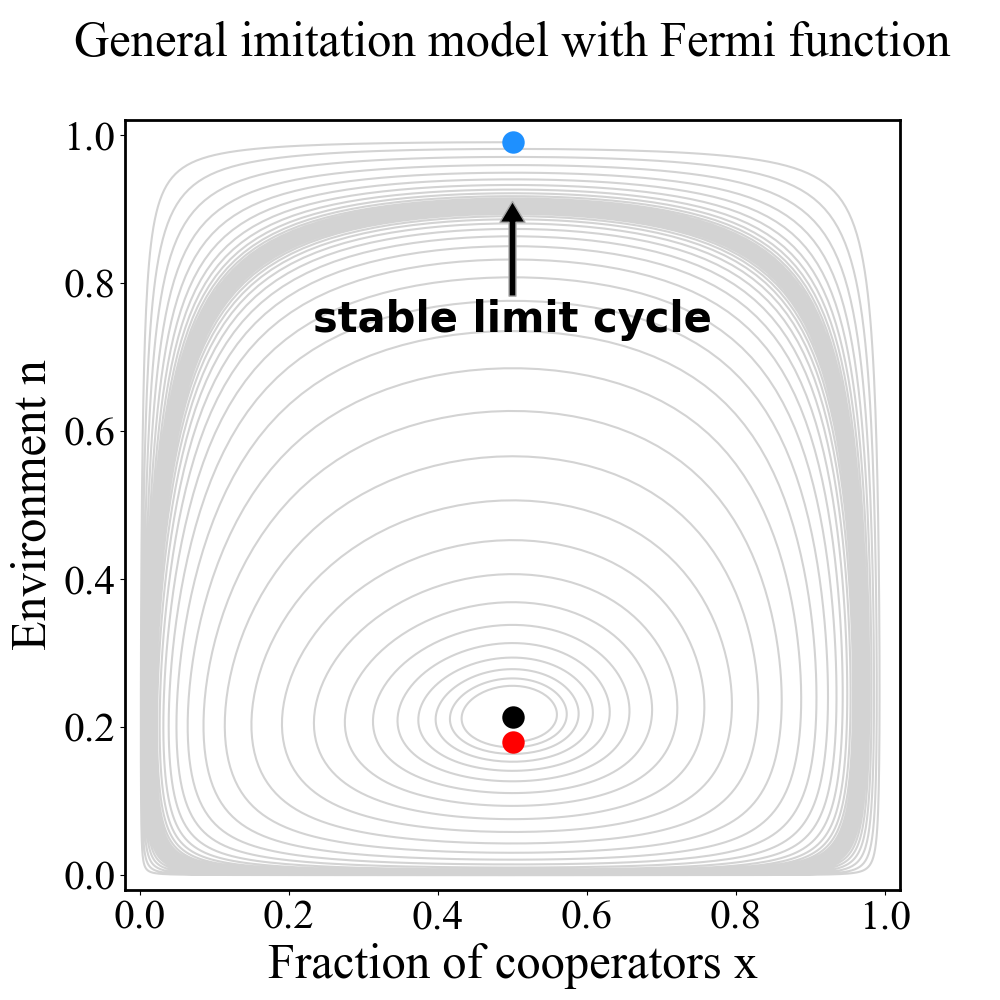 General imitation model with Fermi function
1.0
0.8
0.6
0.4
0.2
0.0
Environment n
stable limit cycle
0.0 0.2 0.4 0.6 0.8 1.0
Fraction of cooperators x